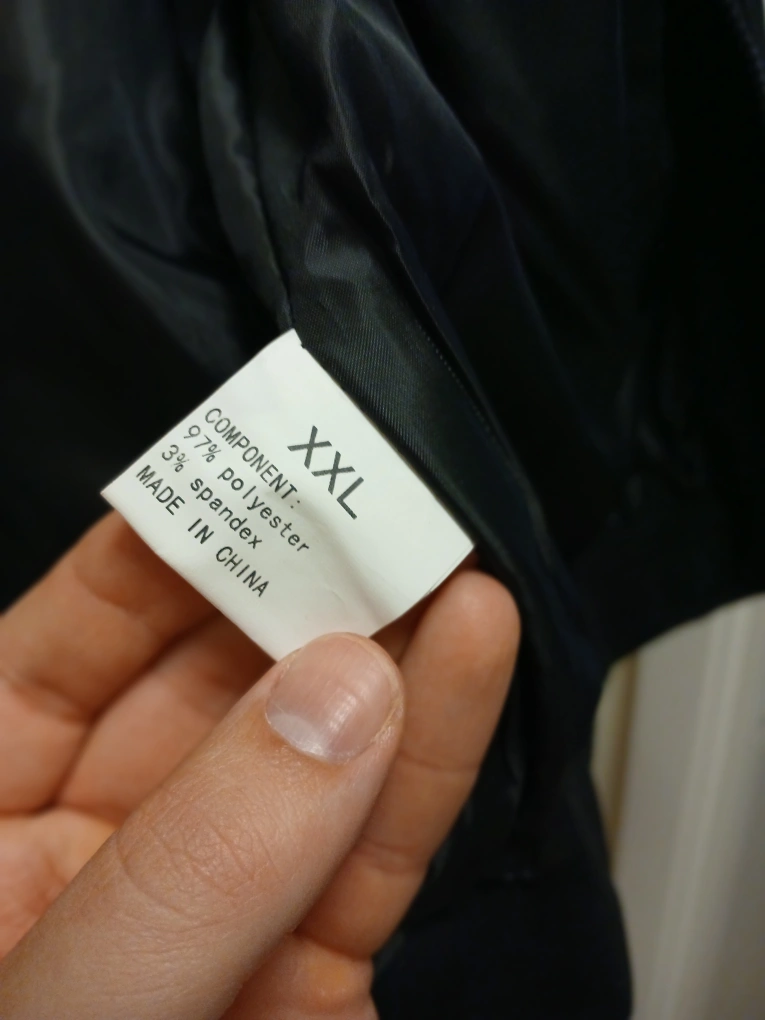 XXL
COMPONENT:
97% polyester
3% spandex
MADE IN CHINA